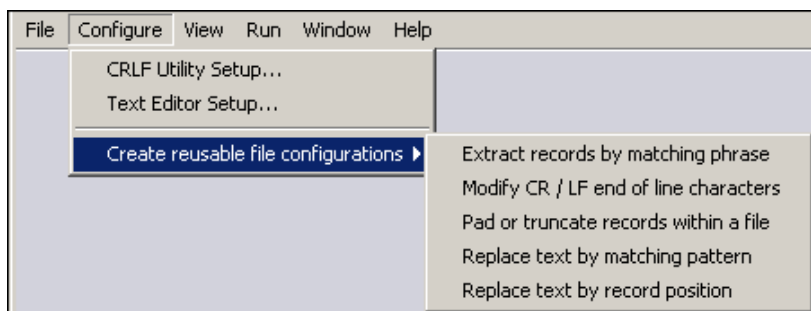 File Configure View Run Window Help
CRLF Utility Setup...
Text Editor Setup...
Create reusable file configurations
Extract records by matching phrase
Modify CR / LF end of line characters
Pad or truncate records within a file
Replace text by matching pattern
Replace text by record position